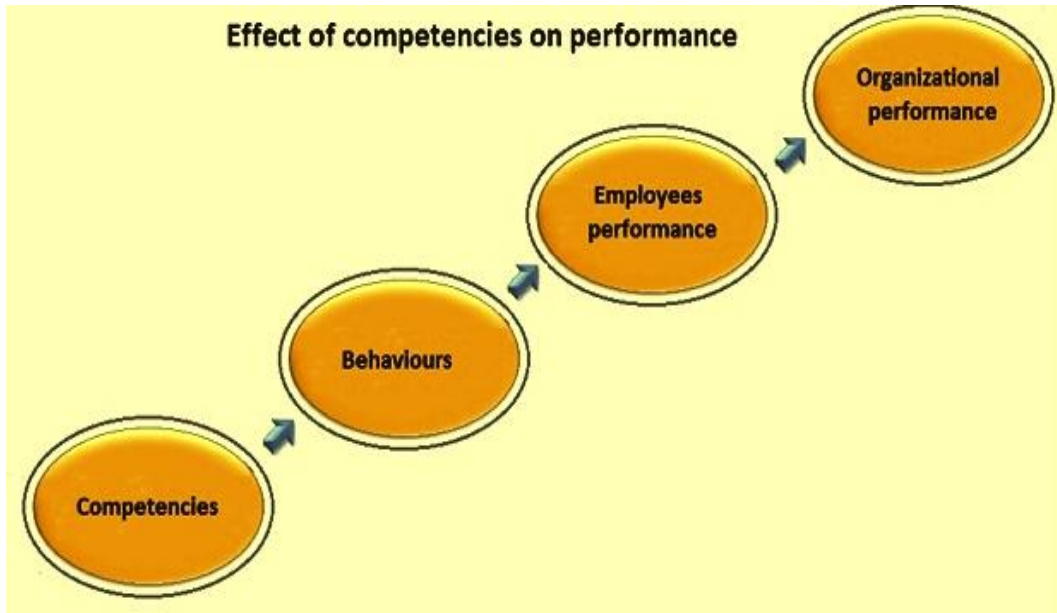 Effect of competencies on performance
Organizational
performance
Employees
performance
Behaviours
Competencies